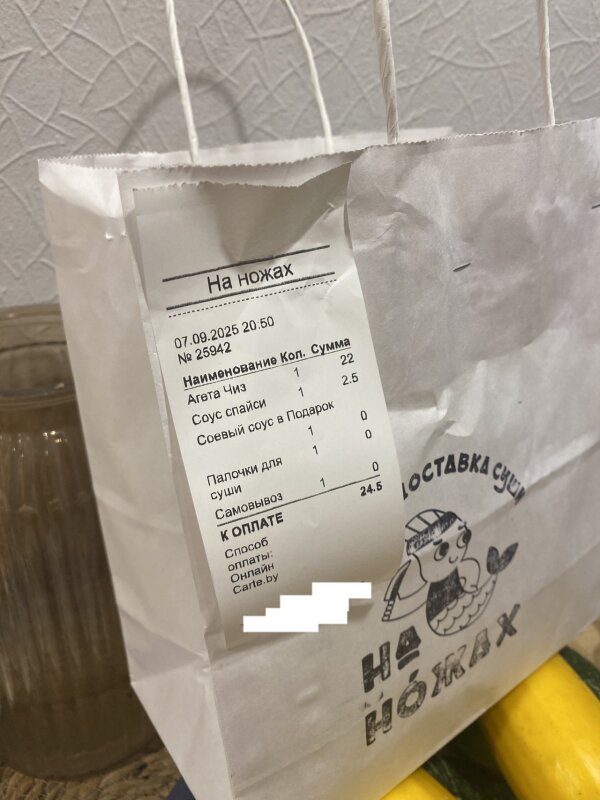 На ножах
07.09.2025 20:50
№ 25942
Наименование Кол. Сумма
Агета Чиз 1 22
Соус спайси 1 2.5
Соевый соус в Подарок
1 0
Палочки для 1 0
суши
Самовывоз 1 0
К ОПЛАТЕ 24.5
Способ
оплаты:
Онлайн
Carte.by
ДОСТАВКА СУШИ
НА
НОЖАХ